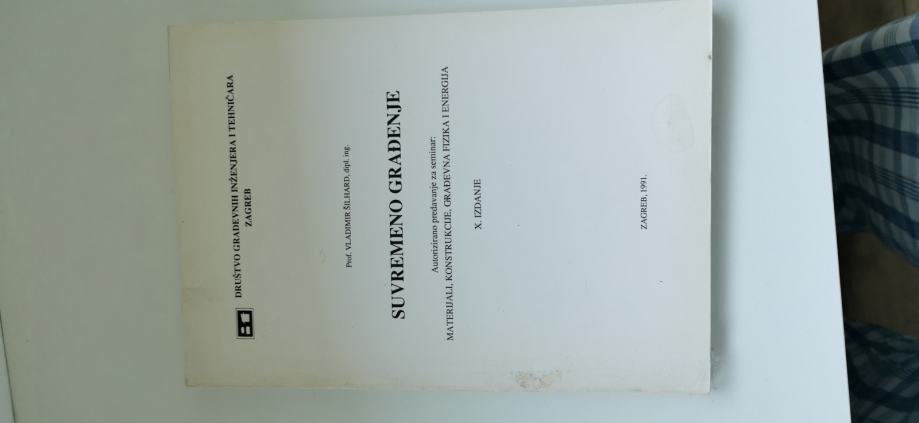 DRUŠTVO GRAĐEVNIH INŽENJERA I TEHNIČARA
ZAGREB
Prof. VLADIMIR ŠILHARD, dipl. ing.
SUVREMENO GRAĐENJE
Autorizirano predavanje za seminar:
MATERIJALI, KONSTRUKCIJE, GRAĐEVNA FIZIKA I ENERGIJA
X. IZDANJE
ZAGREB, 1991.